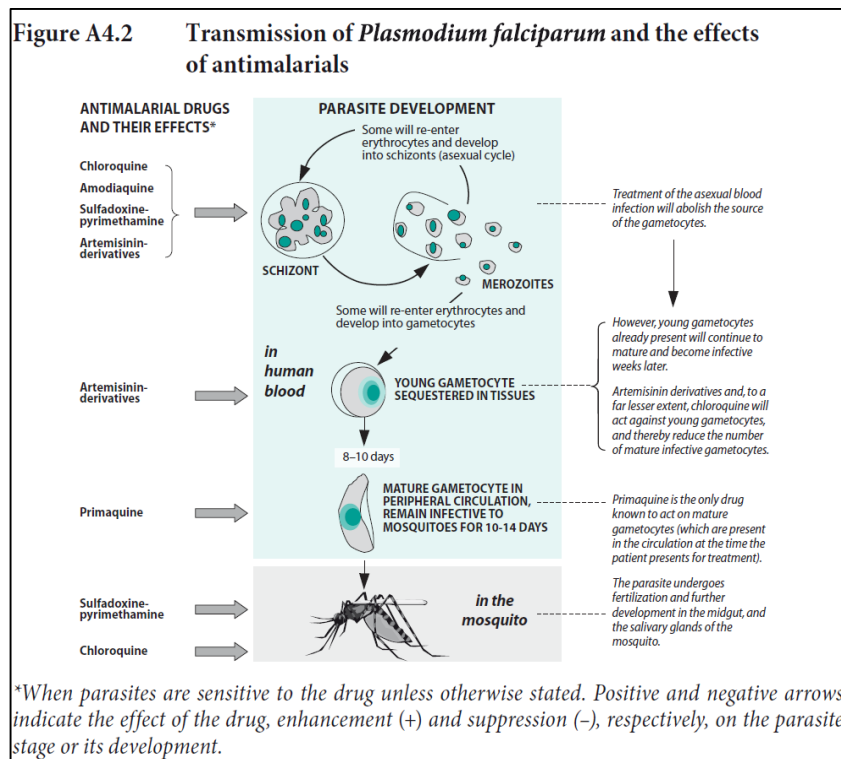 Figure A4.2 Transmission of Plasmodium falciparum and the effects
of antimalarials
ANTIMALARIAL DRUGS
AND THEIR EFFECTS*
PARASITE DEVELOPMENT
Some will re-enter
erythrocytes and develop
into schizonts (asexual cycle)
Chloroquine
Amodiaquine
Sulfadoxine-
pyrimethamine
Artemisinin-
derivatives
SCHIZONT
MEROZOITES
Treatment of the asexual blood
infection will abolish the source
of the gametocytes.
Some will re-enter erythrocytes and
develop into gametocytes
in
human
blood
Artemisinin-
derivatives
YOUNG GAMETOCYTE
SEQUESTERED IN TISSUES
However, young gametocytes
already present will continue to
mature and become infective
weeks later.
Artemisinin derivatives and, to a
far lesser extent, chloroquine will
act against young gametocytes,
and thereby reduce the number
of mature infective gametocytes.
8–10 days
Primaquine
MATURE GAMETOCYTE IN
PERIPHERAL CIRCULATION,
REMAIN INFECTIVE TO
MOSQUITOES FOR 10-14 DAYS
Primaquine is the only drug
known to act on mature
gametocytes (which are present
in the circulation at the time the
patient presents for treatment).
Sulfadoxine-
pyrimethamine
Chloroquine
in the
mosquito
The parasite undergoes
fertilization and further
development in the midgut, and
the salivary glands of the
mosquito.
*When parasites are sensitive to the drug unless otherwise stated. Positive and negative arrows
indicate the effect of the drug, enhancement (+) and suppression (–), respectively, on the parasite
stage or its development.